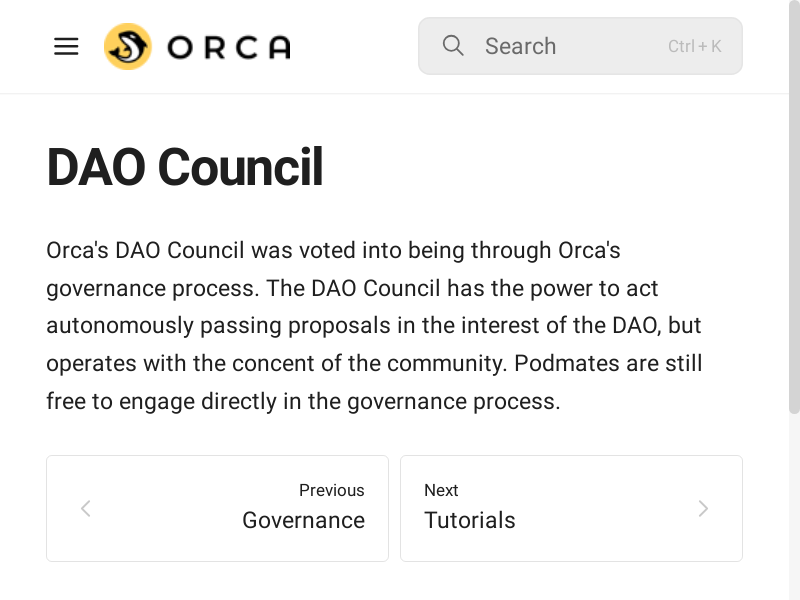 ORCA
Search
Ctrl + K
DAO Council
Orca's DAO Council was voted into being through Orca's
governance process. The DAO Council has the power to act
autonomously passing proposals in the interest of the DAO, but
operates with the concent of the community. Podmates are still
free to engage directly in the governance process.
Previous
Governance
Next
Tutorials